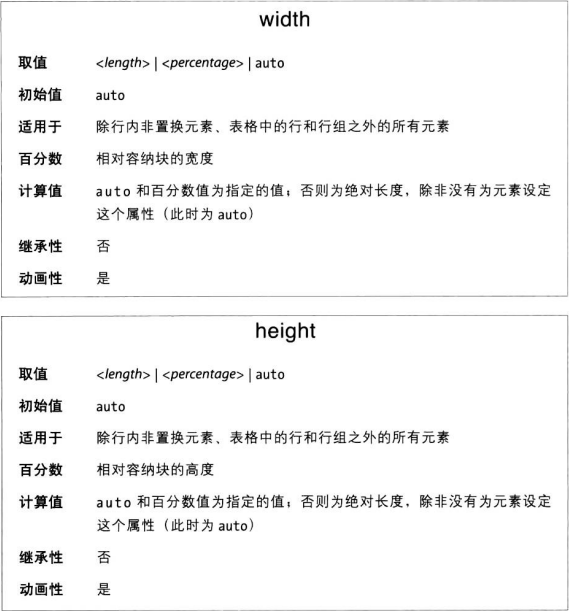 width
取值 <length> | <percentage> | auto
初始值 auto
适用于 除行内非置换元素、表格中的行和行组之外的所有元素
百分数 相对容纳块的宽度
计算值 auto 和百分数值为指定的值；否则为绝对长度，除非没有为元素设定
这个属性（此时为 auto）
继承性 否
动画性 是
height
取值 <length> | <percentage> | auto
初始值 auto
适用于 除行内非置换元素、表格中的行和行组之外的所有元素
百分数 相对容纳块的高度
计算值 auto 和百分数值为指定的值；否则为绝对长度，除非没有为元素设定
这个属性（此时为 auto）
继承性 否
动画性 是